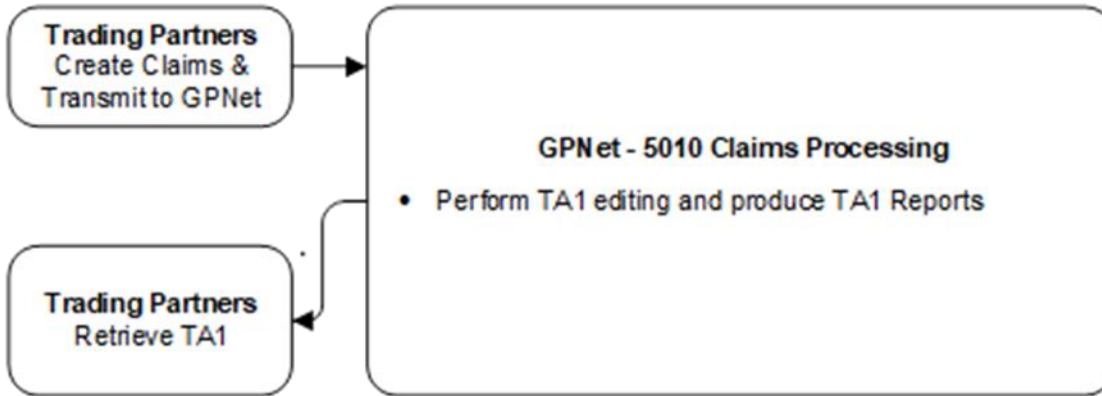 Trading Partners
Create Claims &
Transmit to GPNet
GPNet - 5010 Claims Processing
• Perform TA1 editing and produce TA1 Reports
Trading Partners
Retrieve TA1